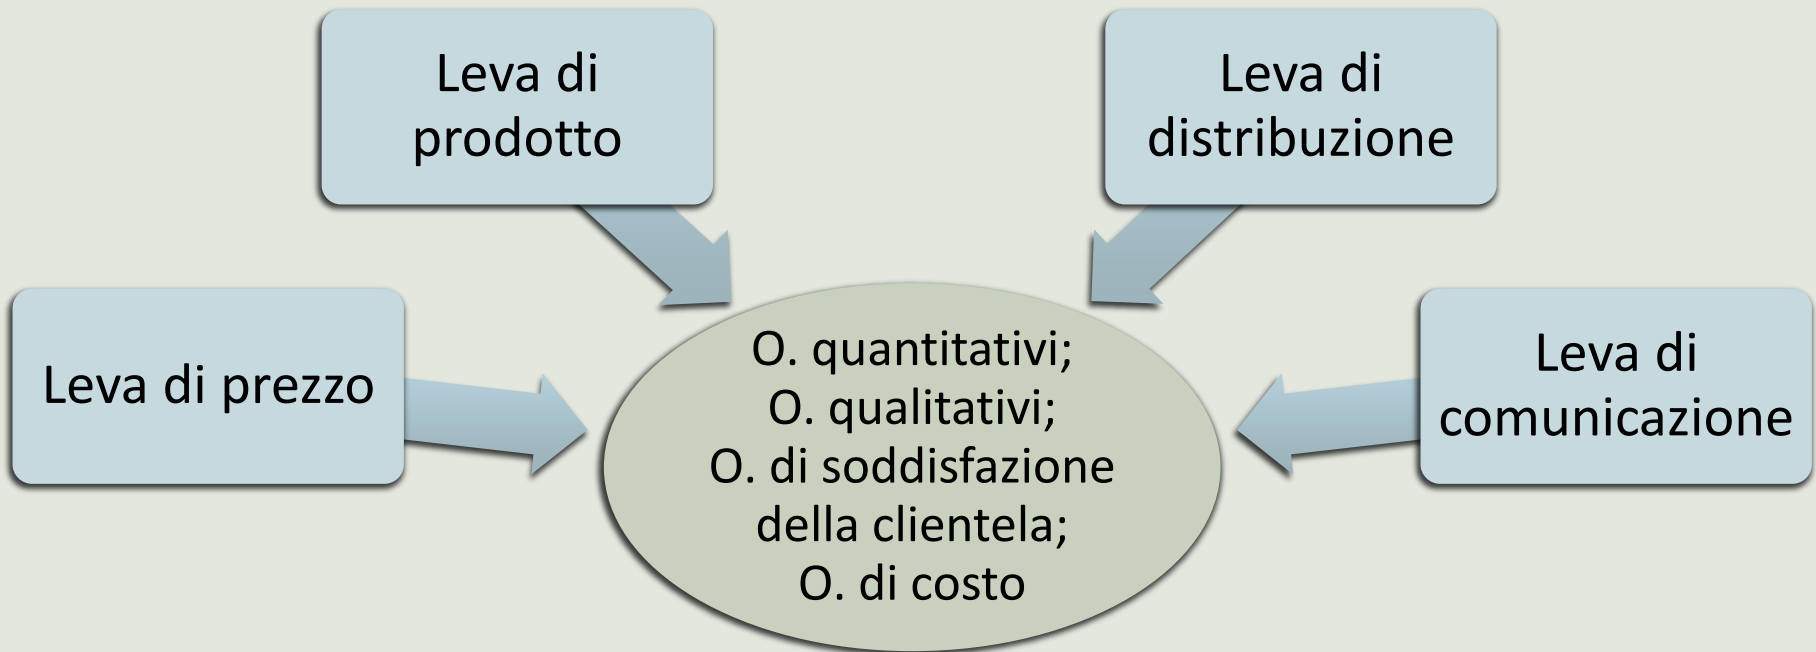 Leva di
prodotto
Leva di
distribuzione
Leva di prezzo
O. quantitativi;
O. qualitativi;
O. di soddisfazione
della clientela;
O. di costo
Leva di
comunicazione